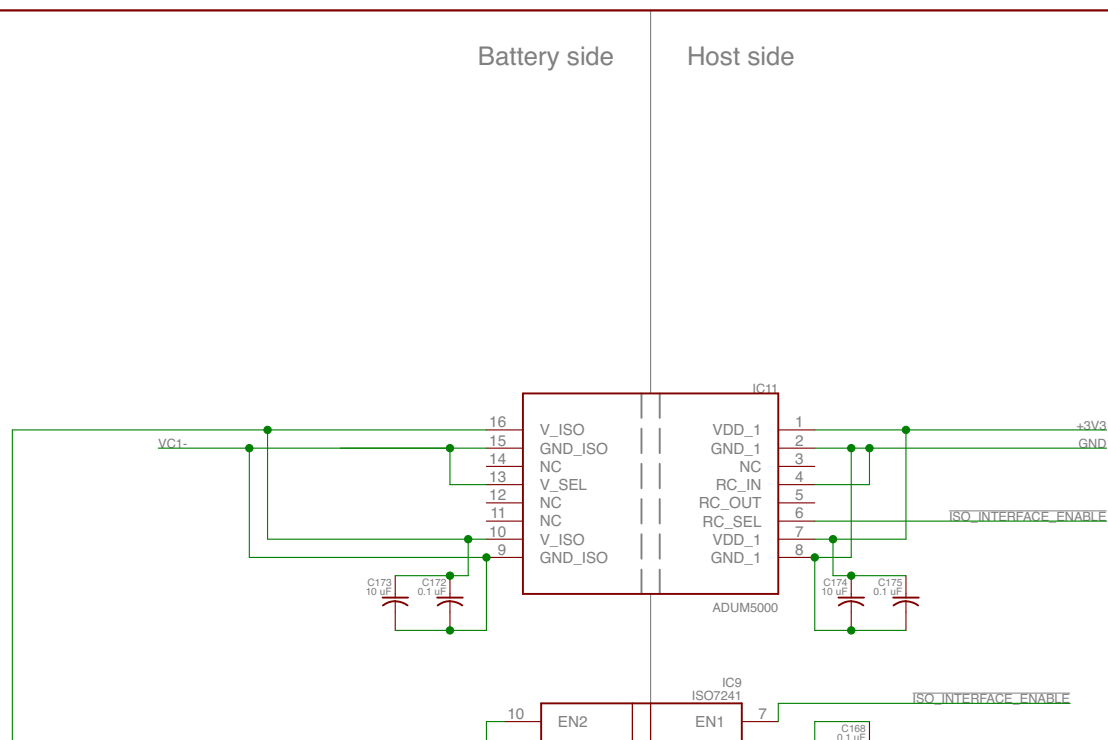 Battery side Host side
IC11
16 V_ISO VDD_1 1 +3V3
VC1- 15 GND_ISO GND_1 2 GND
14 NC NC 3
13 V_SEL RC_IN 4
12 NC RC_OUT 5
11 NC RC_SEL 6 ISO_INTERFACE_ENABLE
10 V_ISO VDD_1 7
9 GND_ISO GND_1 8
C173 C172 C174 C175
10 uF 0.1 uF 10 uF 0.1 uF
ADUM5000
IC9
ISO7241 ISO_INTERFACE_ENABLE
10 EN2 EN1 7
C168
0.1 uF